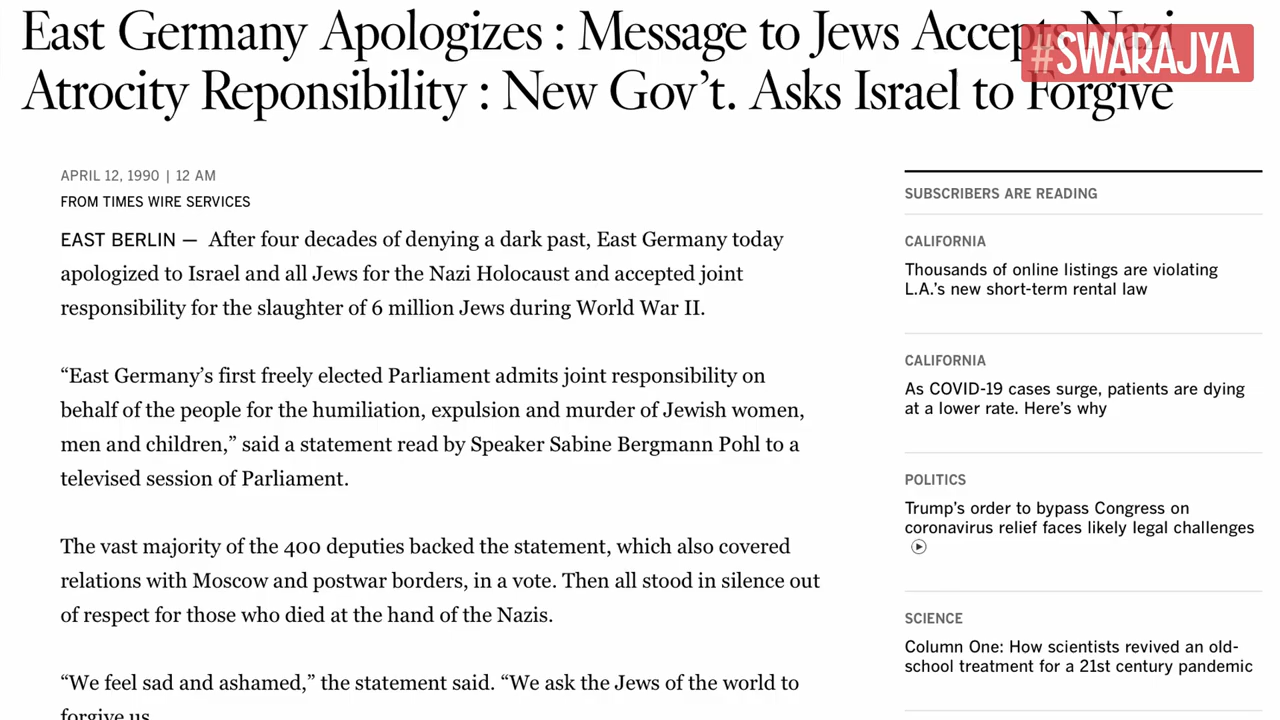 East Germany Apologizes : Message to Jews Accepts Nazi
#SWARAJYA
Atrocity Reponsibility : New Gov’t. Asks Israel to Forgive
APRIL 12, 1990 | 12 AM
FROM TIMES WIRE SERVICES
EAST BERLIN — After four decades of denying a dark past, East Germany today
apologized to Israel and all Jews for the Nazi Holocaust and accepted joint
responsibility for the slaughter of 6 million Jews during World War II.
“East Germany’s first freely elected Parliament admits joint responsibility on
behalf of the people for the humiliation, expulsion and murder of Jewish women,
men and children,” said a statement read by Speaker Sabine Bergmann Pohl to a
televised session of Parliament.
The vast majority of the 400 deputies backed the statement, which also covered
relations with Moscow and postwar borders, in a vote. Then all stood in silence out
of respect for those who died at the hand of the Nazis.
“We feel sad and ashamed,” the statement said. “We ask the Jews of the world to
forgive us
SUBSCRIBERS ARE READING
CALIFORNIA
Thousands of online listings are violating
L.A.’s new short-term rental law
CALIFORNIA
As COVID-19 cases surge, patients are dying
at a lower rate. Here’s why
POLITICS
Trump’s order to bypass Congress on
coronavirus relief faces likely legal challenges
SCIENCE
Column One: How scientists revived an old-
school treatment for a 21st century pandemic